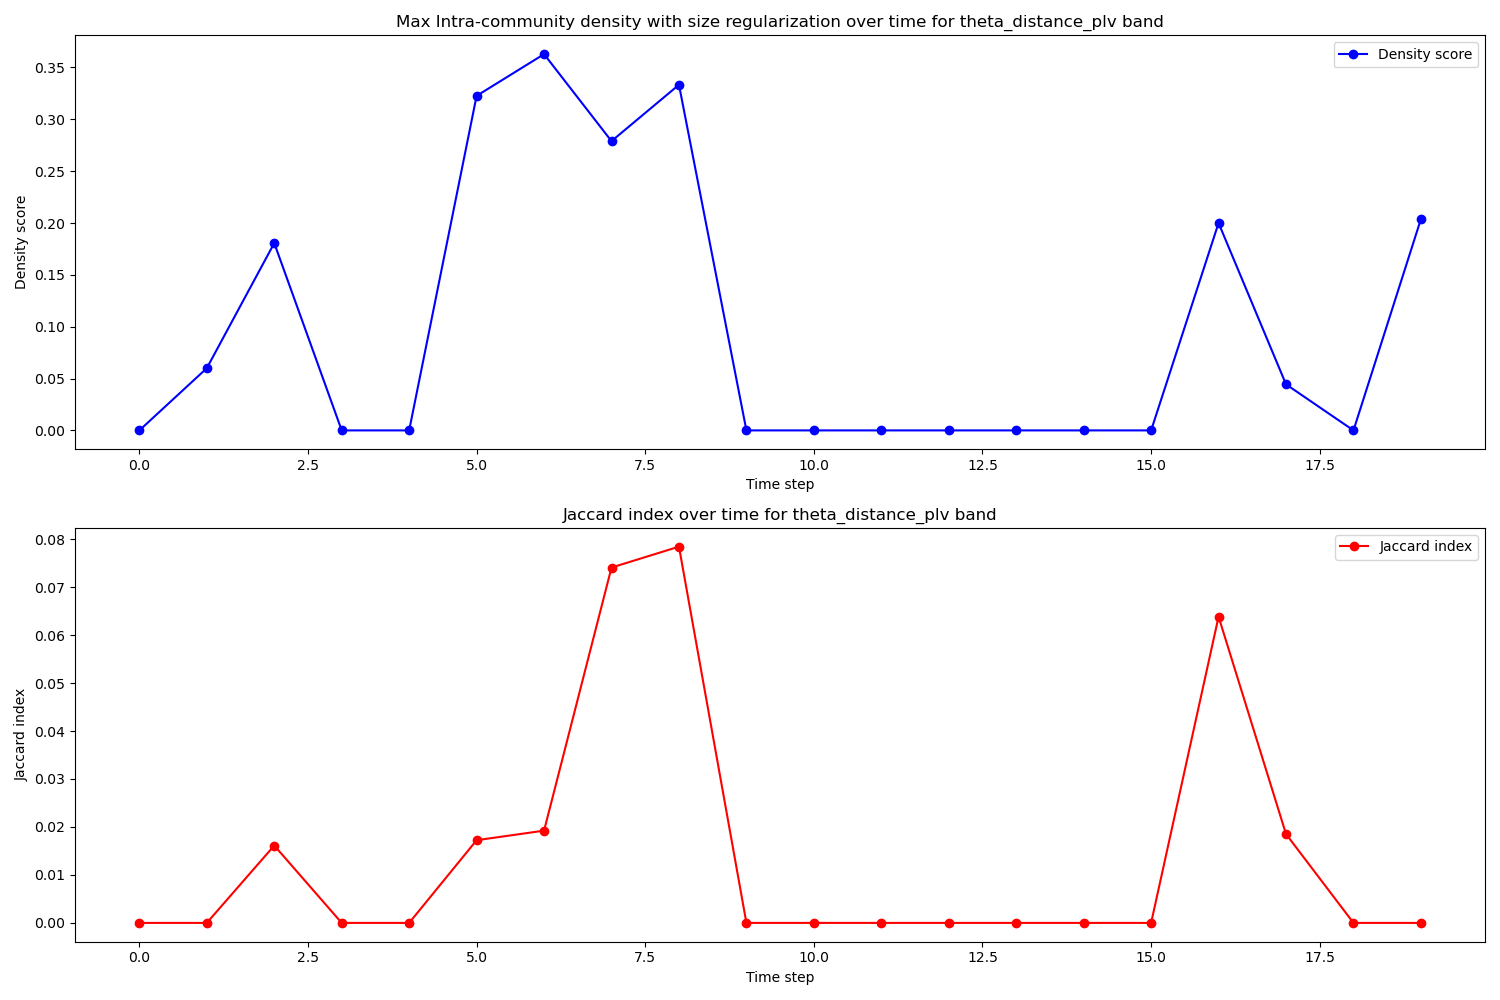 Max Intra-community density with size regularization over time for theta_distance_plv band
Density score
0.35
0.30
0.25
0.20
0.15
0.10
0.05
0.00
Density score
0.0 2.5 5.0 7.5 10.0 12.5 15.0 17.5
Time step
Jaccard index over time for theta_distance_plv band
Jaccard index
0.08
0.07
0.06
0.05
0.04
0.03
0.02
0.01
0.00
Jaccard index
0.0 2.5 5.0 7.5 10.0 12.5 15.0 17.5
Time step